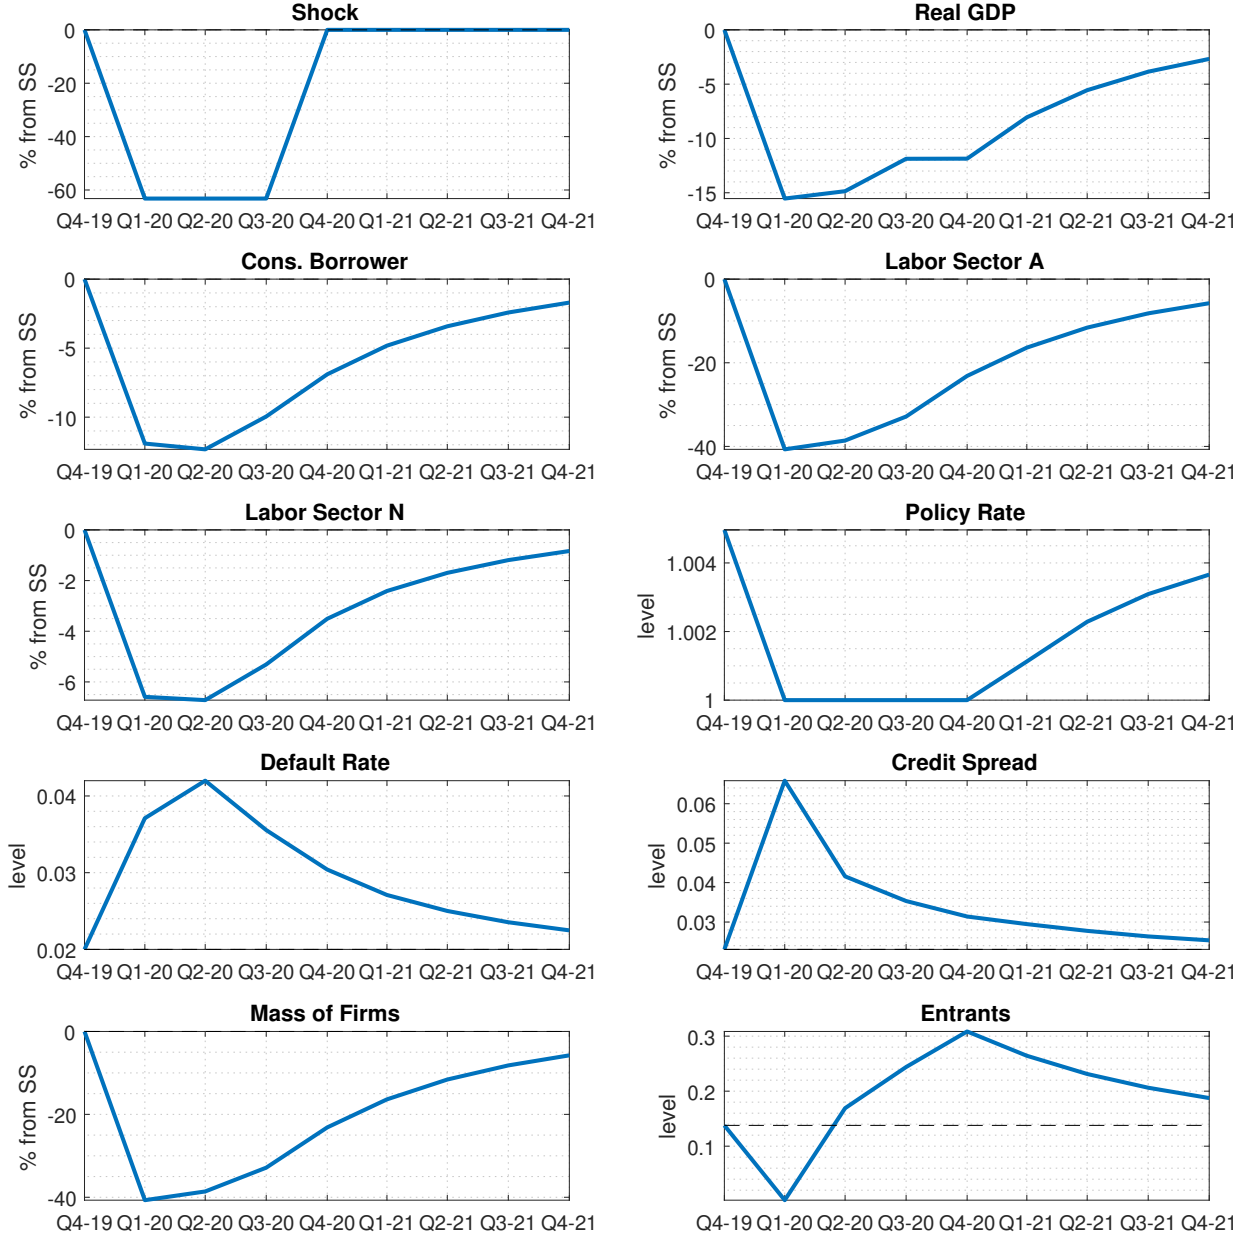 Shock
0
-20
-40
-60
% from SS
Q4-19 Q1-20 Q2-20 Q3-20 Q4-20 Q1-21 Q2-21 Q3-21 Q4-21
Real GDP
0
-5
-10
-15
% from SS
Q4-19 Q1-20 Q2-20 Q3-20 Q4-20 Q1-21 Q2-21 Q3-21 Q4-21
Cons. Borrower
0
-5
-10
% from SS
Q4-19 Q1-20 Q2-20 Q3-20 Q4-20 Q1-21 Q2-21 Q3-21 Q4-21
Labor Sector A
0
-20
-40
% from SS
Q4-19 Q1-20 Q2-20 Q3-20 Q4-20 Q1-21 Q2-21 Q3-21 Q4-21
Labor Sector N
0
-2
-4
-6
% from SS
Q4-19 Q1-20 Q2-20 Q3-20 Q4-20 Q1-21 Q2-21 Q3-21 Q4-21
Policy Rate
1.004
1.002
1
level
Q4-19 Q1-20 Q2-20 Q3-20 Q4-20 Q1-21 Q2-21 Q3-21 Q4-21
Default Rate
0.04
0.03
0.02
level
Q4-19 Q1-20 Q2-20 Q3-20 Q4-20 Q1-21 Q2-21 Q3-21 Q4-21
Credit Spread
0.06
0.05
0.04
0.03
level
Q4-19 Q1-20 Q2-20 Q3-20 Q4-20 Q1-21 Q2-21 Q3-21 Q4-21
Mass of Firms
0
-20
-40
% from SS
Q4-19 Q1-20 Q2-20 Q3-20 Q4-20 Q1-21 Q2-21 Q3-21 Q4-21
Entrants
0.3
0.2
0.1
level
Q4-19 Q1-20 Q2-20 Q3-20 Q4-20 Q1-21 Q2-21 Q3-21 Q4-21